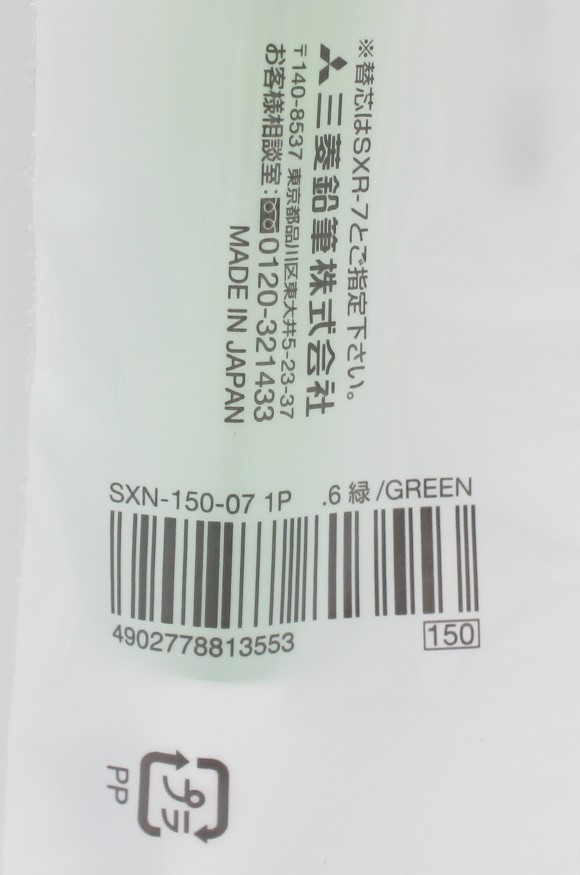 ※替芯はSXR-7とご指定下さい。
三菱鉛筆株式会社
〒140-8537 東京都品川区東大井5-23-37
お客様相談室:0120-321433
MADE IN JAPAN
SXN-150-07 1P .6 緑/GREEN
4902778813553
150
プラ
PP